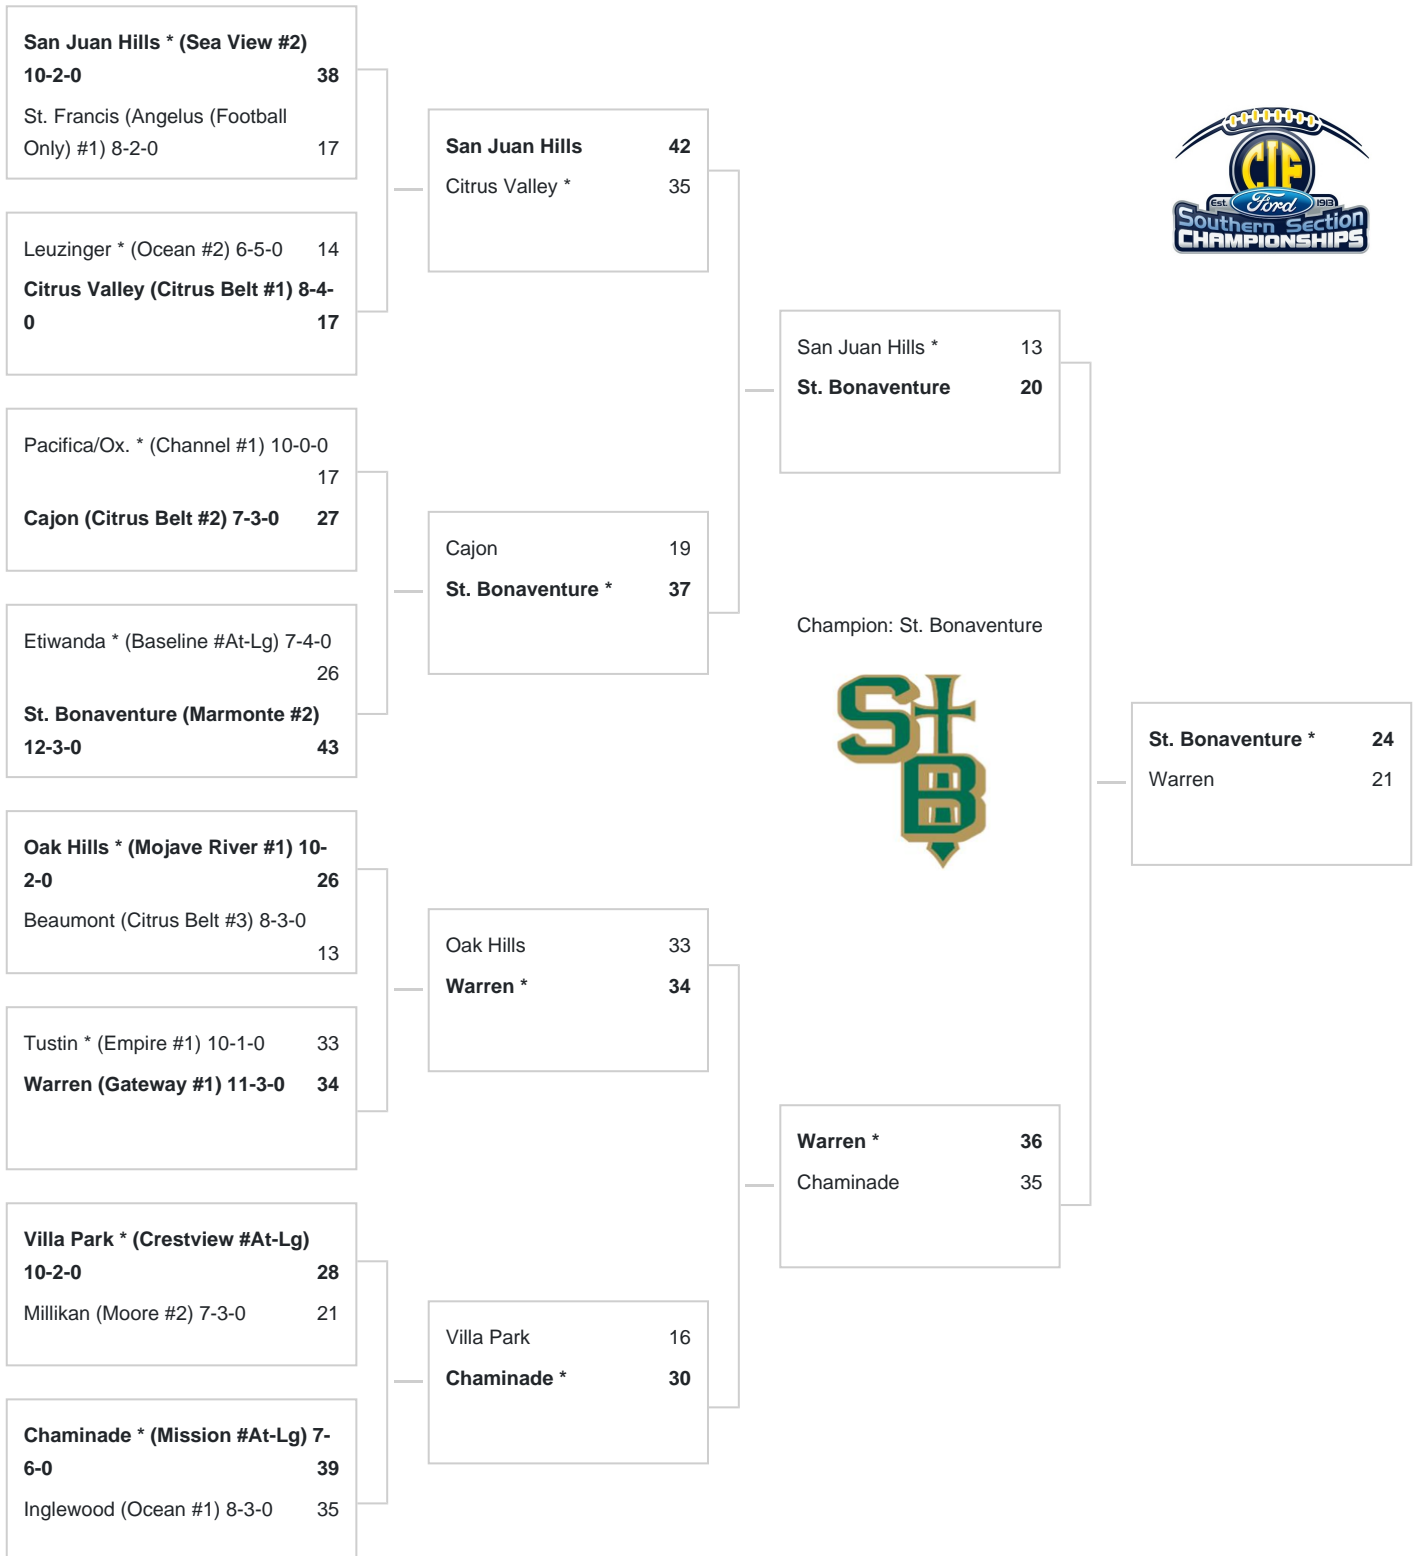 San Juan Hills * (Sea View #2)
10-2-0 38
St. Francis (Angelus (Football
Only) #1) 8-2-0 17
Leuzinger * (Ocean #2) 6-5-0 14
Citrus Valley (Citrus Belt #1) 8-4-
0 17
Pacifica/Ox. * (Channel #1) 10-0-0
17
Cajon (Citrus Belt #2) 7-3-0 27
Etiwanda * (Baseline #At-Lg) 7-4-0
26
St. Bonaventure (Marmonte #2)
12-3-0 43
Oak Hills * (Mojave River #1) 10-
2-0 26
Beaumont (Citrus Belt #3) 8-3-0
13
Tustin * (Empire #1) 10-1-0 33
Warren (Gateway #1) 11-3-0 34
Villa Park * (Crestview #At-Lg)
10-2-0 28
Millikan (Moore #2) 7-3-0 21
Chaminade * (Mission #At-Lg) 7-
6-0 39
Inglewood (Ocean #1) 8-3-0 35
San Juan Hills 42
Citrus Valley * 35
Cajon 19
St. Bonaventure * 37
Oak Hills 33
Warren * 34
Villa Park 16
Chaminade * 30
San Juan Hills * 13
St. Bonaventure 20
Champion: St. Bonaventure
StB
Warren * 36
Chaminade 35
CIF
Est. Ford 1913
Southern Section
CHAMPIONSHIPS
St. Bonaventure * 24
Warren 21